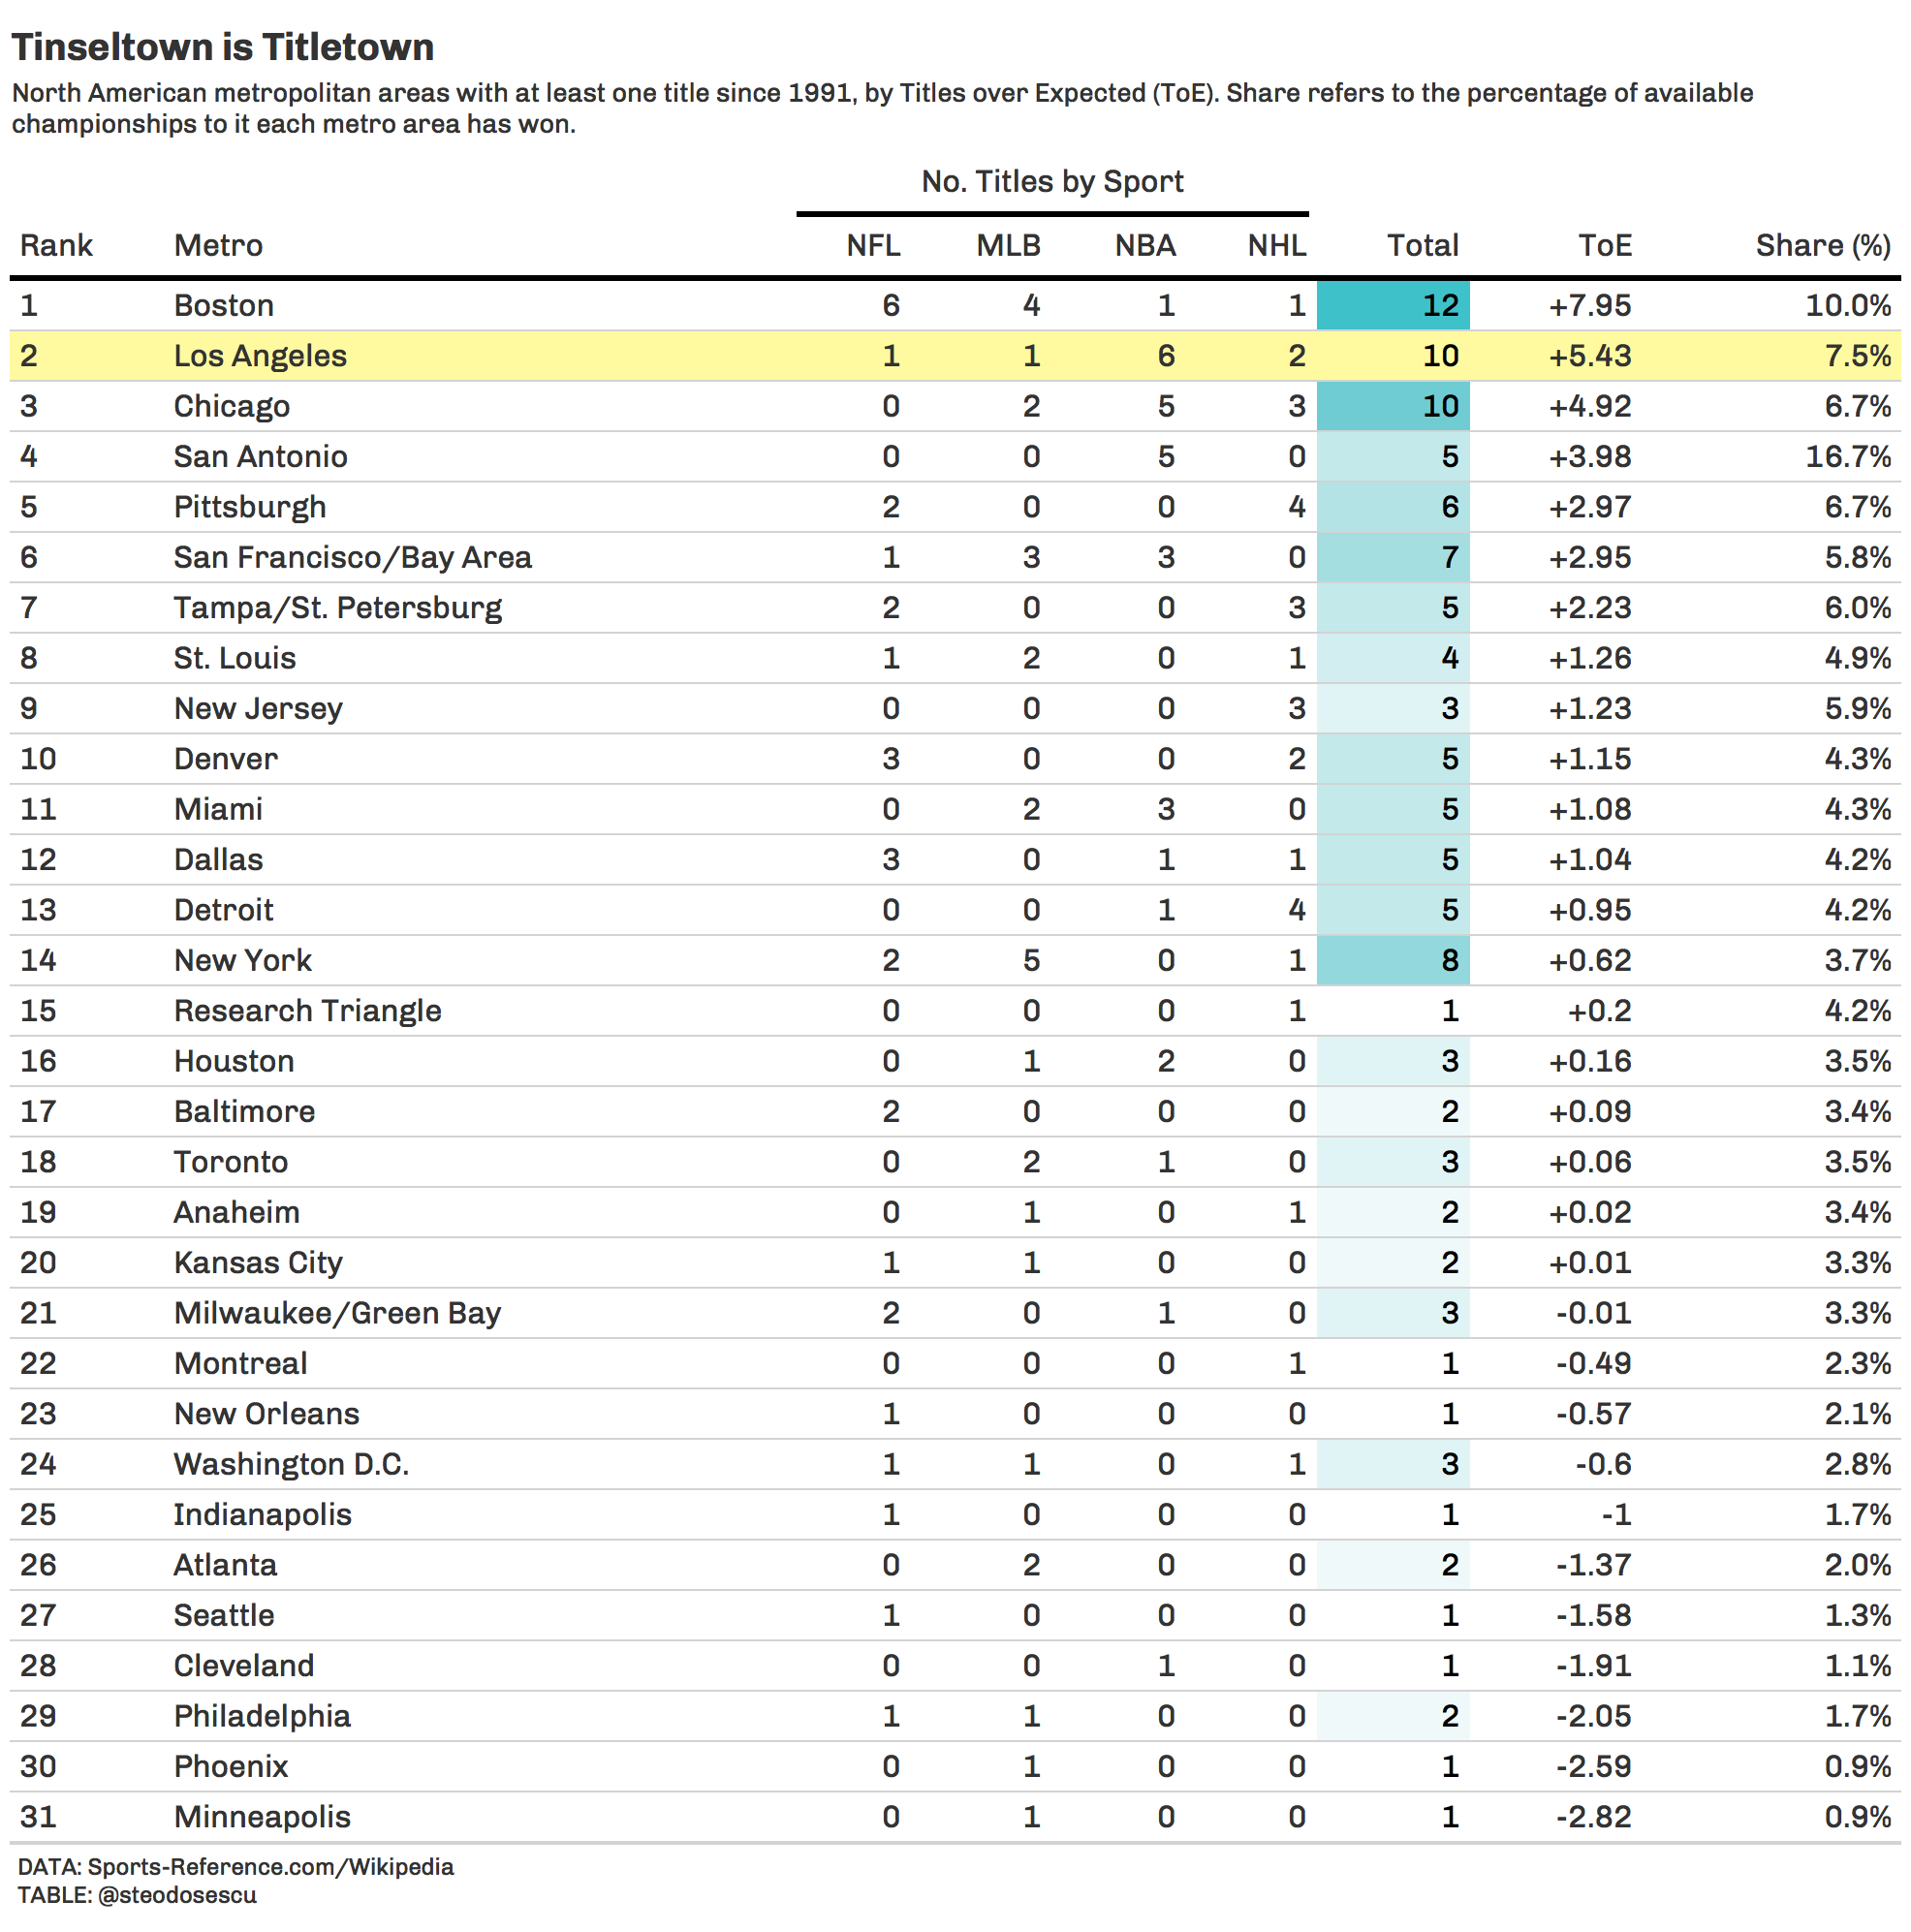 Tinseltown is Titletown
North American metropolitan areas with at least one title since 1991, by Titles over Expected (ToE). Share refers to the percentage of available
championships to it each metro area has won.
No. Titles by Sport
Rank Metro NFL MLB NBA NHL Total ToE Share (%)
1 Boston 6 4 1 1 12 +7.95 10.0%
2 Los Angeles 1 1 6 2 10 +5.43 7.5%
3 Chicago 0 2 5 3 10 +4.92 6.7%
4 San Antonio 0 0 5 0 5 +3.98 16.7%
5 Pittsburgh 2 0 0 4 6 +2.97 6.7%
6 San Francisco/Bay Area 1 3 3 0 7 +2.95 5.8%
7 Tampa/St. Petersburg 2 0 0 3 5 +2.23 6.0%
8 St. Louis 1 2 0 1 4 +1.26 4.9%
9 New Jersey 0 0 0 3 3 +1.23 5.9%
10 Denver 3 0 0 2 5 +1.15 4.3%
11 Miami 0 2 3 0 5 +1.08 4.3%
12 Dallas 3 0 1 1 5 +1.04 4.2%
13 Detroit 0 0 1 4 5 +0.95 4.2%
14 New York 2 5 0 1 8 +0.62 3.7%
15 Research Triangle 0 0 0 1 1 +0.2 4.2%
16 Houston 0 1 2 0 3 +0.16 3.5%
17 Baltimore 2 0 0 0 2 +0.09 3.4%
18 Toronto 0 2 1 0 3 +0.06 3.5%
19 Anaheim 0 1 0 1 2 +0.02 3.4%
20 Kansas City 1 1 0 0 2 +0.01 3.3%
21 Milwaukee/Green Bay 2 0 1 0 3 -0.01 3.3%
22 Montreal 0 0 0 1 1 -0.49 2.3%
23 New Orleans 1 0 0 0 1 -0.57 2.1%
24 Washington D.C. 1 1 0 1 3 -0.6 2.8%
25 Indianapolis 1 0 0 0 1 -1 1.7%
26 Atlanta 0 2 0 0 2 -1.37 2.0%
27 Seattle 1 0 0 0 1 -1.58 1.3%
28 Cleveland 0 0 1 0 1 -1.91 1.1%
29 Philadelphia 1 1 0 0 2 -2.05 1.7%
30 Phoenix 0 1 0 0 1 -2.59 0.9%
31 Minneapolis 0 1 0 0 1 -2.82 0.9%
DATA: Sports-Reference.com/Wikipedia
TABLE: @steodosescu